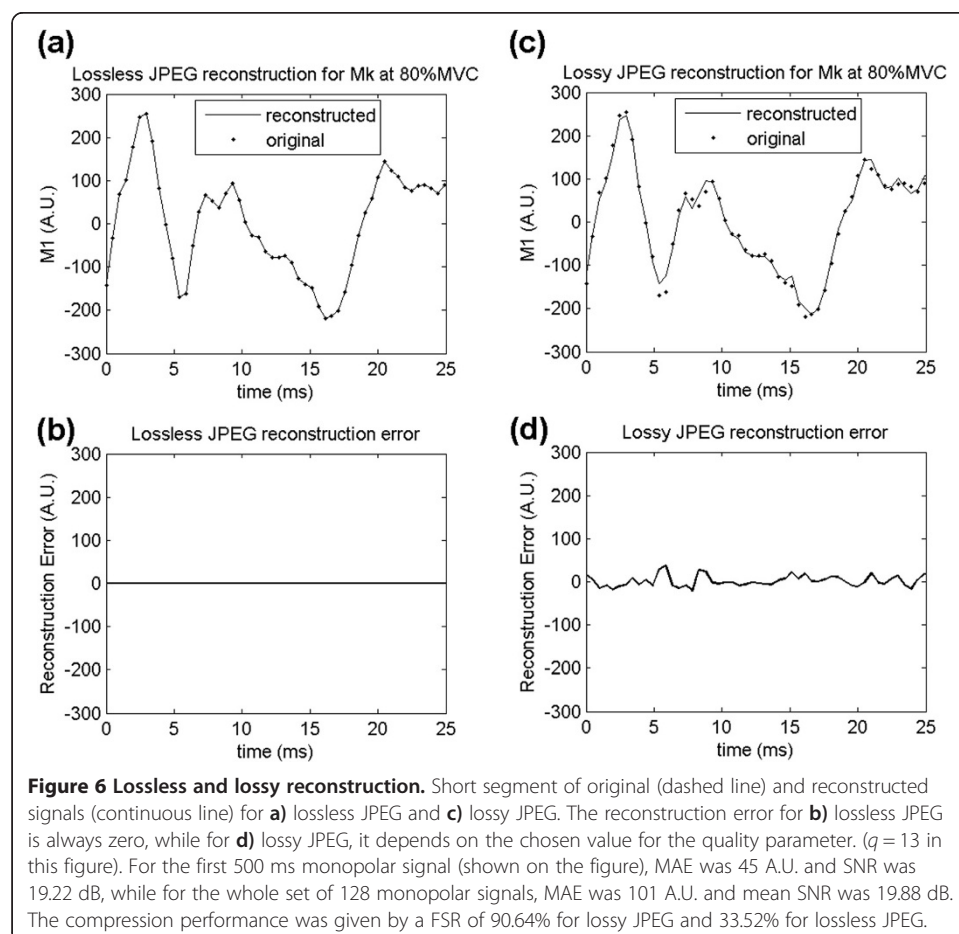 (a)
Lossless JPEG reconstruction for Mk at 80%MVC
300
200
100
0
-100
-200
-300
M1 (A.U.)
reconstructed
original
0 5 10 15 20 25
time (ms)
(c)
Lossy JPEG reconstruction for Mk at 80%MVC
300
200
100
0
-100
-200
-300
M1 (A.U.)
reconstructed
original
0 5 10 15 20 25
time (ms)
(b)
Lossless JPEG reconstruction error
300
200
100
0
-100
-200
-300
Reconstruction Error (A.U.)
0 5 10 15 20 25
time (ms)
(d)
Lossy JPEG reconstruction error
300
200
100
0
-100
-200
-300
Reconstruction Error (A.U.)
0 5 10 15 20 25
time (ms)
Figure 6 Lossless and lossy reconstruction. Short segment of original (dashed line) and reconstructed
signals (continuous line) for a) lossless JPEG and c) lossy JPEG. The reconstruction error for b) lossless JPEG
is always zero, while for d) lossy JPEG, it depends on the chosen value for the quality parameter. (q = 13 in
this figure). For the first 500 ms monopolar signal (shown on the figure), MAE was 45 A.U. and SNR was
19.22 dB, while for the whole set of 128 monopolar signals, MAE was 101 A.U. and mean SNR was 19.88 dB.
The compression performance was given by a FSR of 90.64% for lossy JPEG and 33.52% for lossless JPEG.